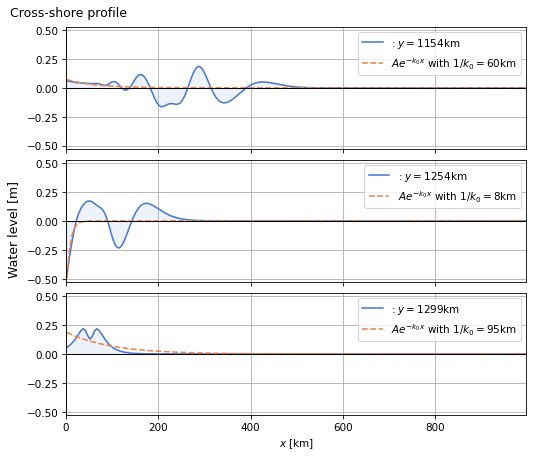 Cross-shore profile
0.50
0.25
0.00
−0.25
−0.50
: y = 1154km
Ae^{−k₀x} with 1/k₀ = 60km
Water level [m]
0.50
0.25
0.00
−0.25
−0.50
: y = 1254km
Ae^{−k₀x} with 1/k₀ = 8km
0.50
0.25
0.00
−0.25
−0.50
: y = 1299km
Ae^{−k₀x} with 1/k₀ = 95km
0 200 400 600 800
x [km]